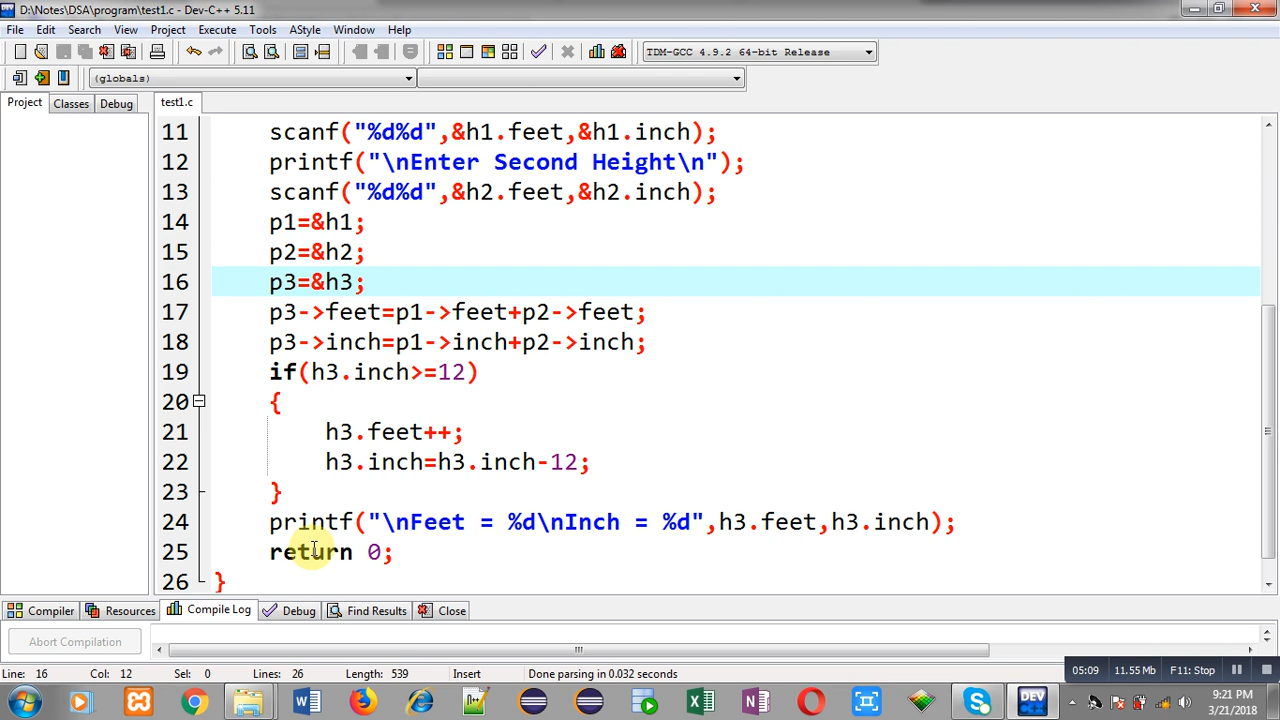 D:\Notes\DSA\program\test1.c - Dev-C++ 5.11
File Edit Search View Project Execute Tools AStyle Window Help
TDM-GCC 4.9.2 64-bit Release
(globals)
Project Classes Debug
test1.c
11 scanf("%d%d",&h1.feet,&h1.inch);
12 printf("\nEnter Second Height\n");
13 scanf("%d%d",&h2.feet,&h2.inch);
14 p1=&h1;
15 p2=&h2;
16 p3=&h3;
17 p3->feet=p1->feet+p2->feet;
18 p3->inch=p1->inch+p2->inch;
19 if(h3.inch>=12)
20 {
21 h3.feet++;
22 h3.inch=h3.inch-12;
23 }
24 printf("\nFeet = %d\nInch = %d",h3.feet,h3.inch);
25 return 0;
26 }
Compiler Resources Compile Log Debug Find Results Close
Abort Compilation
Line: 16 Col: 12 Sel: 0 Lines: 26 Length: 539 Insert Done parsing in 0.032 seconds
05:09 11.55 Mb F11: Stop
DEV
9:21 PM
3/21/2018